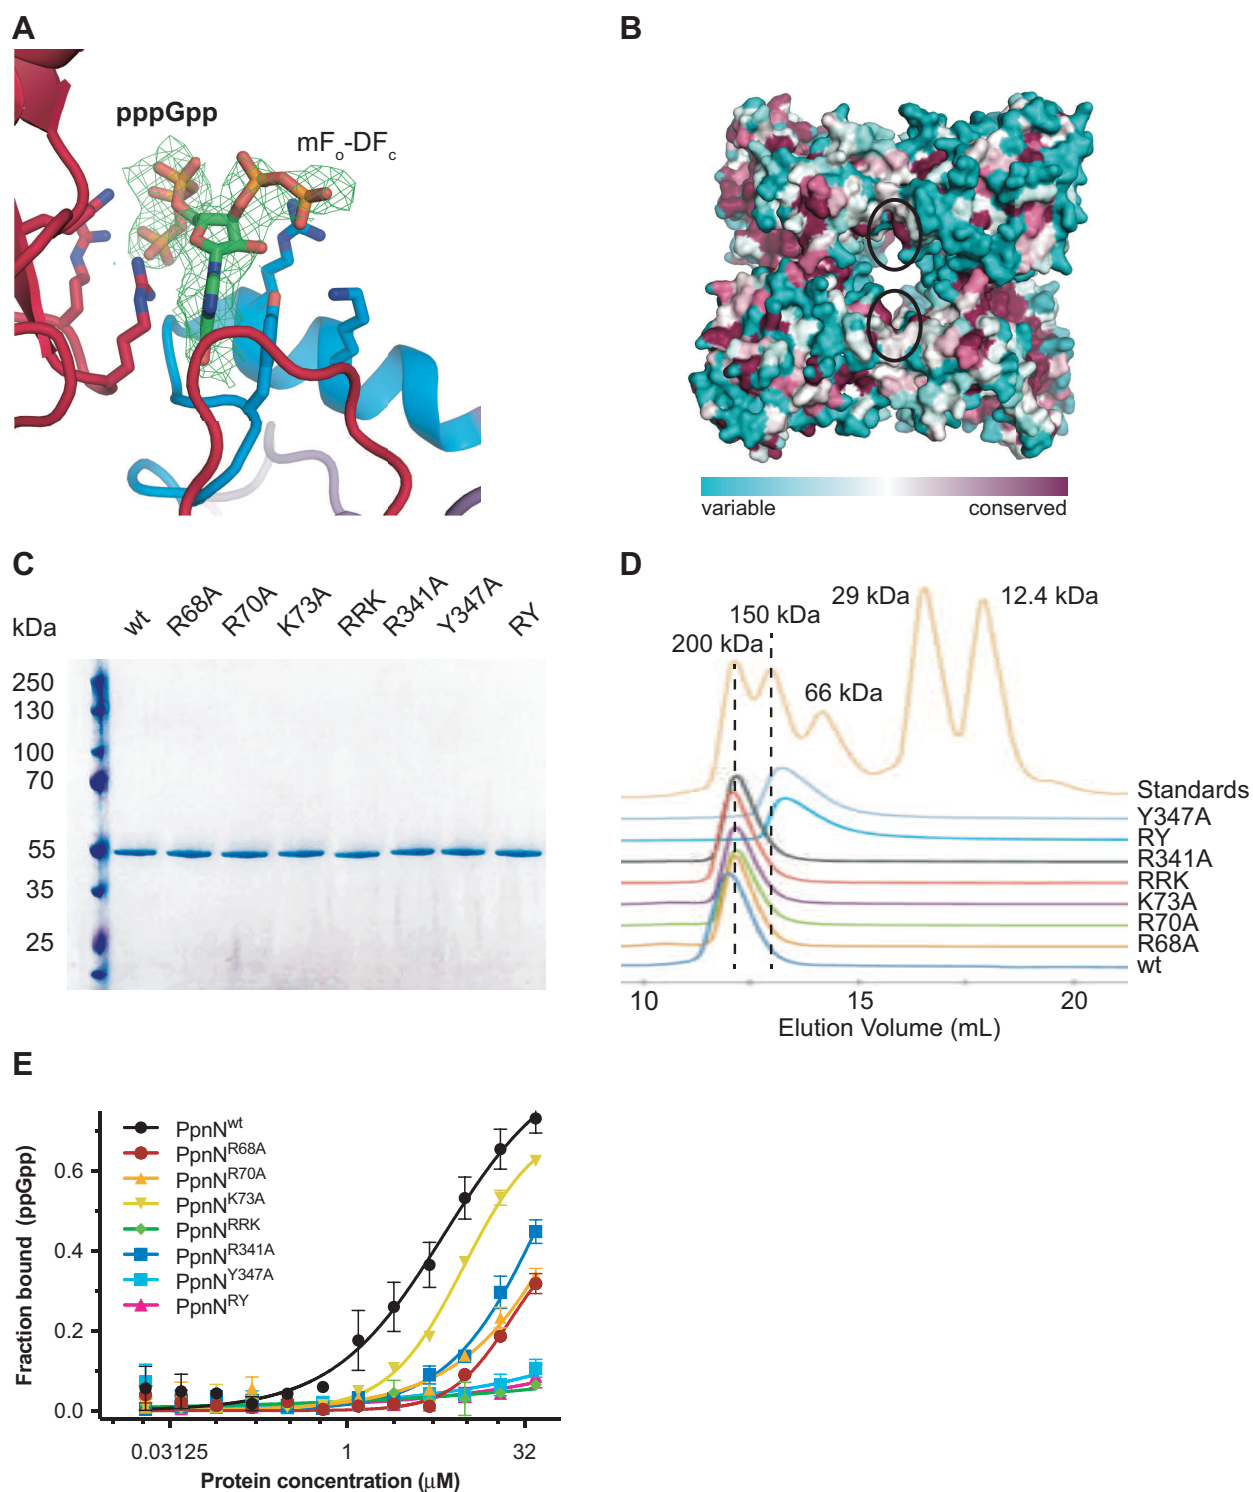 A
pppGpp
mFo-DFc
B
variable
conserved
C
kDa
wt
R68A
R70A
K73A
RRK
R341A
Y347A
RY
250
130
100
70
55
35
25
D
29 kDa
12.4 kDa
150 kDa
200 kDa
66 kDa
Standards
Y347A
RY
R341A
RRK
K73A
R70A
R68A
wt
10
15
20
Elution Volume (mL)
E
Fraction bound (ppGpp)
0.6
0.4
0.2
0.0
PpnNwt
PpnNR68A
PpnNR70A
PpnNK73A
PpnNRRK
PpnNR341A
PpnNY347A
PpnNRY
0.03125
1
32
Protein concentration (μM)